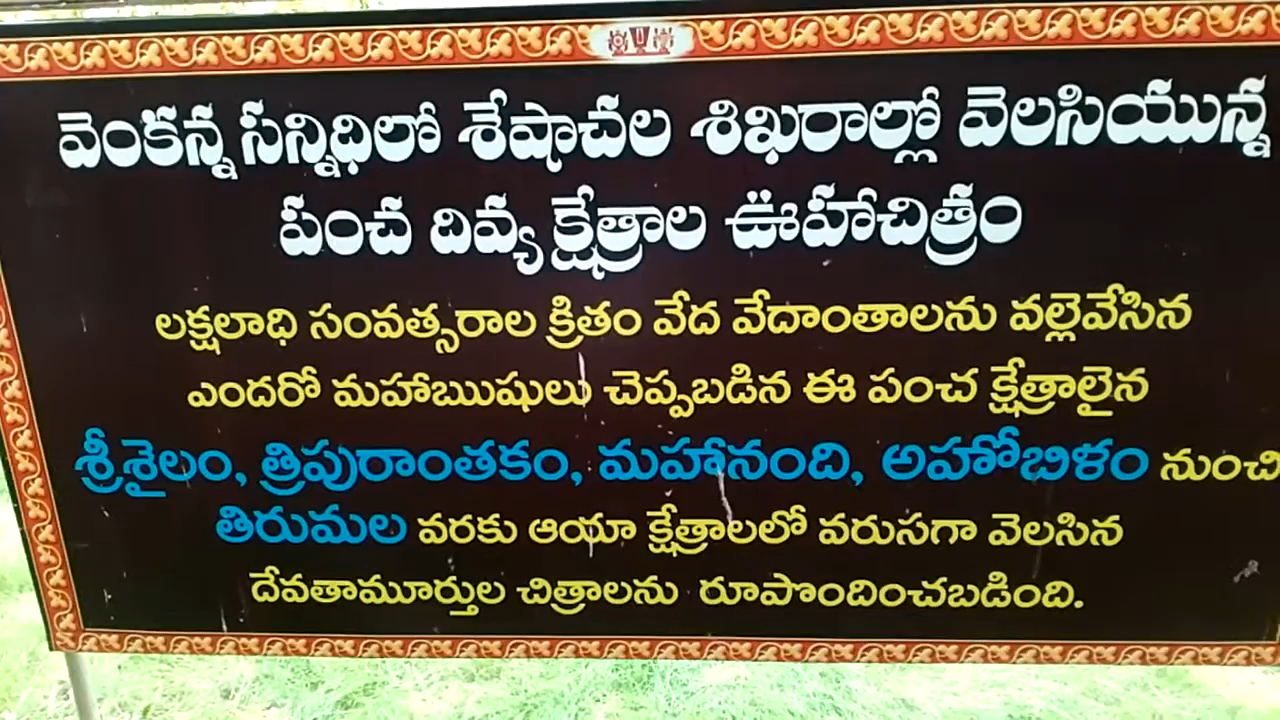 వెంకన్న సన్నిధిలో శేషాచల శిఖరాల్లో వెలసియున్న
పంచ దివ్య క్షేత్రాల ఊహాచిత్రం
లక్షలాధి సంవత్సరాల క్రితం వేద వేదాంతాలను వల్లెవేసిన
ఎందరో మహాఋషులు చెప్పబడిన ఈ పంచ క్షేత్రాలైన
శ్రీశైలం, త్రిపురాంతకం, మహానంది, అహోబిళం నుంచి
తిరుమల వరకు ఆయా క్షేత్రాలలో వరుసగా వెలసిన
దేవతామూర్తుల చిత్రాలను రూపొందించబడింది.